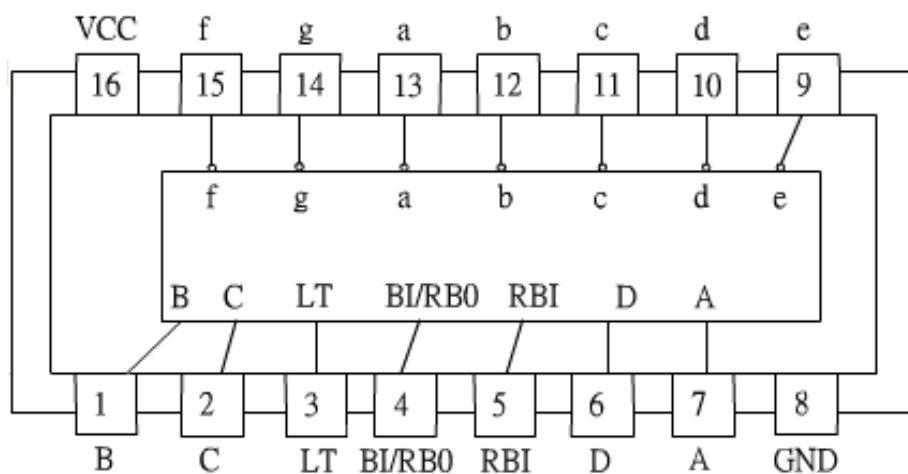 VCC f g a b c d e
16 15 14 13 12 11 10 9
f g a b c d e
B C LT BI/RB0 RBI D A
1 2 3 4 5 6 7 8
B C LT BI/RB0 RBI D A GND